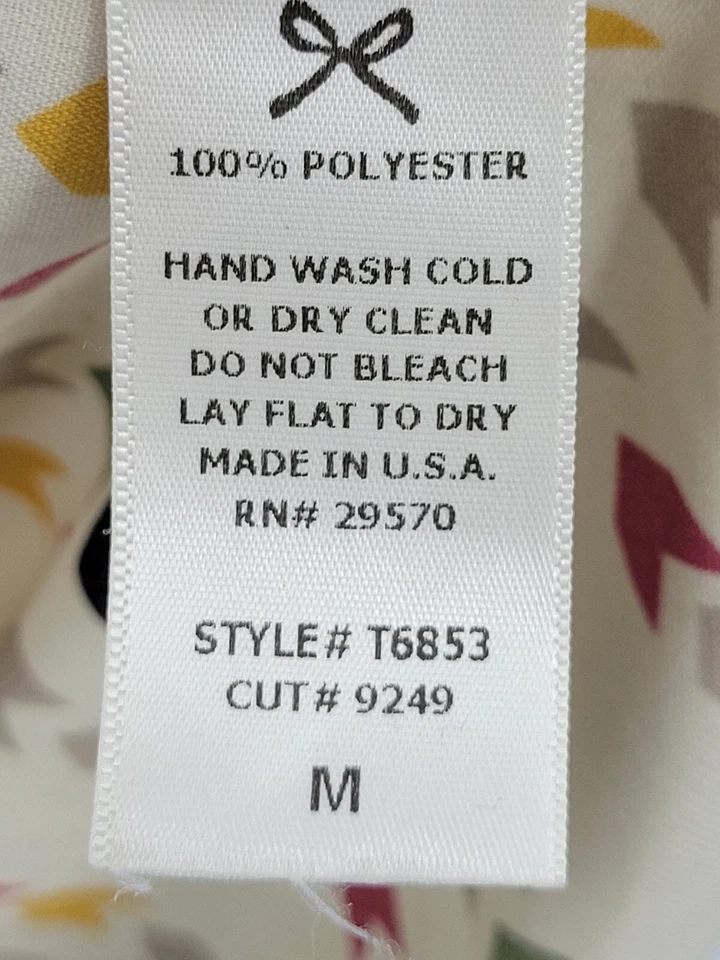 100% POLYESTER
HAND WASH COLD
OR DRY CLEAN
DO NOT BLEACH
LAY FLAT TO DRY
MADE IN U.S.A.
RN# 29570
STYLE# T6853
CUT# 9249
M